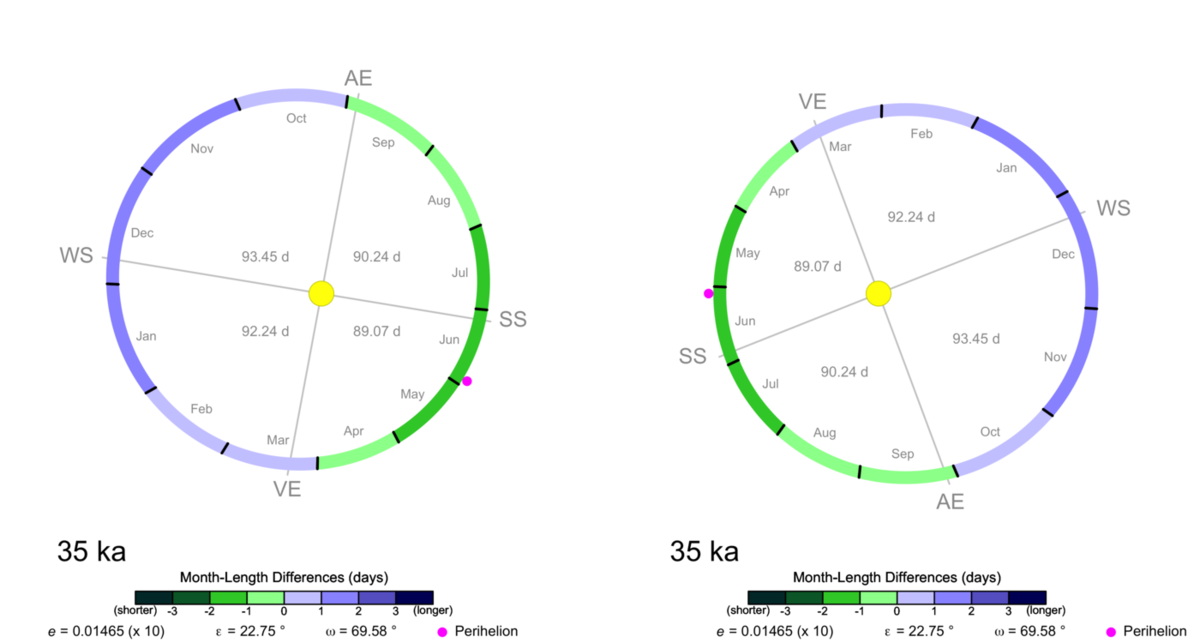 AE
Oct
Sep
Nov
Aug
Dec
WS
93.45 d
90.24 d
Jul
SS
92.24 d
89.07 d
Jan
Jun
May
Feb
Apr
Mar
VE
35 ka
Month-Length Differences (days)
(shorter) -3 -2 -1 0 1 2 3 (longer)
e = 0.01465 (x 10) ε = 22.75 ° ω = 69.58 ° Perihelion
VE
Feb
Mar
Jan
Apr
WS
92.24 d
May
Dec
89.07 d
Jun
93.45 d
SS
Nov
90.24 d
Jul
Aug
Oct
Sep
AE
35 ka
Month-Length Differences (days)
(shorter) -3 -2 -1 0 1 2 3 (longer)
e = 0.01465 (x 10) ε = 22.75 ° ω = 69.58 ° Perihelion